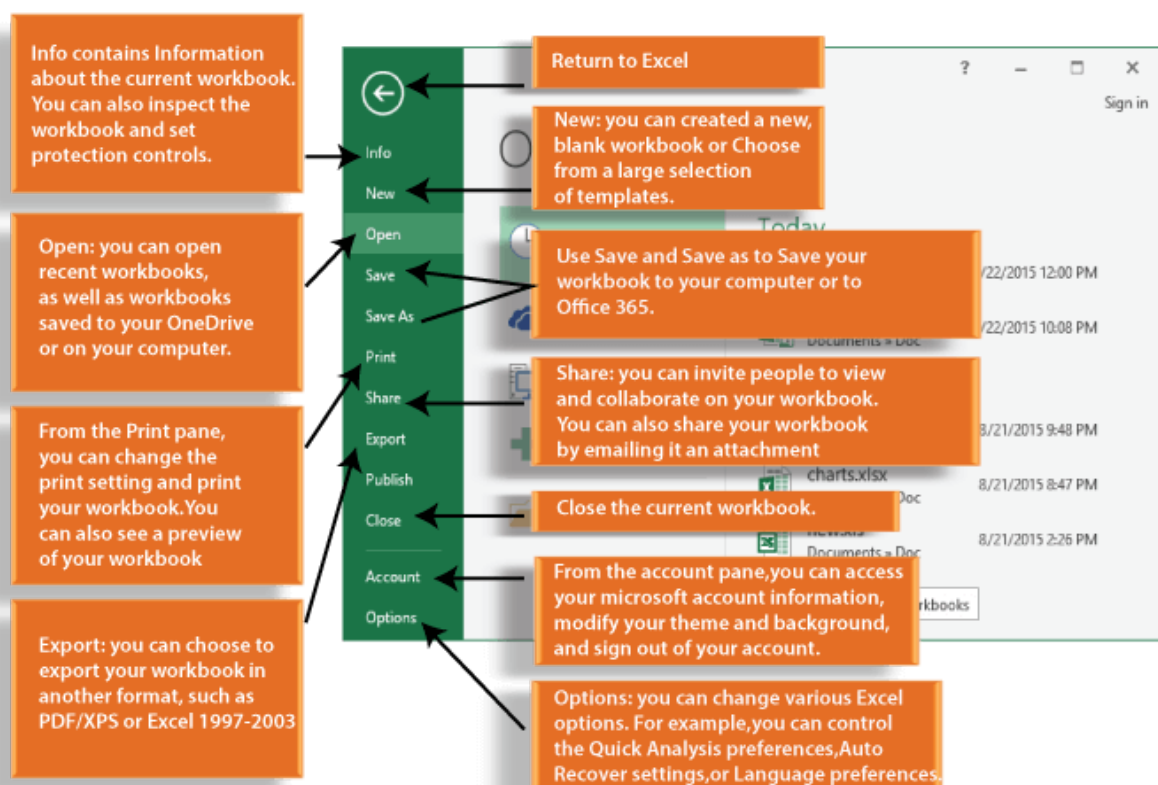 Info contains Information
about the current workbook.
You can also inspect the
workbook and set
protection controls.
Open: you can open
recent workbooks,
as well as workbooks
saved to your OneDrive
or on your computer.
From the Print pane,
you can change the
print setting and print
your workbook.You
can also see a preview
of your workbook
Export: you can choose to
export your workbook in
another format, such as
PDF/XPS or Excel 1997-2003
Info
New
Open
Save
Save As
Print
Share
Export
Publish
Close
Account
Options
Return to Excel
New: you can created a new,
blank workbook or Choose
from a large selection
of templates.
Use Save and Save as to Save your
workbook to your computer or to
Office 365.
Share: you can invite people to view
and collaborate on your workbook.
You can also share your workbook
by emailing it an attachment
Close the current workbook.
From the account pane,you can access
your microsoft account information,
modify your theme and background,
and sign out of your account.
Options: you can change various Excel
options. For example,you can control
the Quick Analysis preferences,Auto
Recover settings,or Language preferences.
?
Sign in
Today
/22/2015 12:00 PM
/22/2015 10:08 PM
Documents » Doc
8/21/2015 9:48 PM
charts.xlsx
8/21/2015 8:47 PM
Doc
8/21/2015 2:26 PM
Documents » Doc
rkbooks